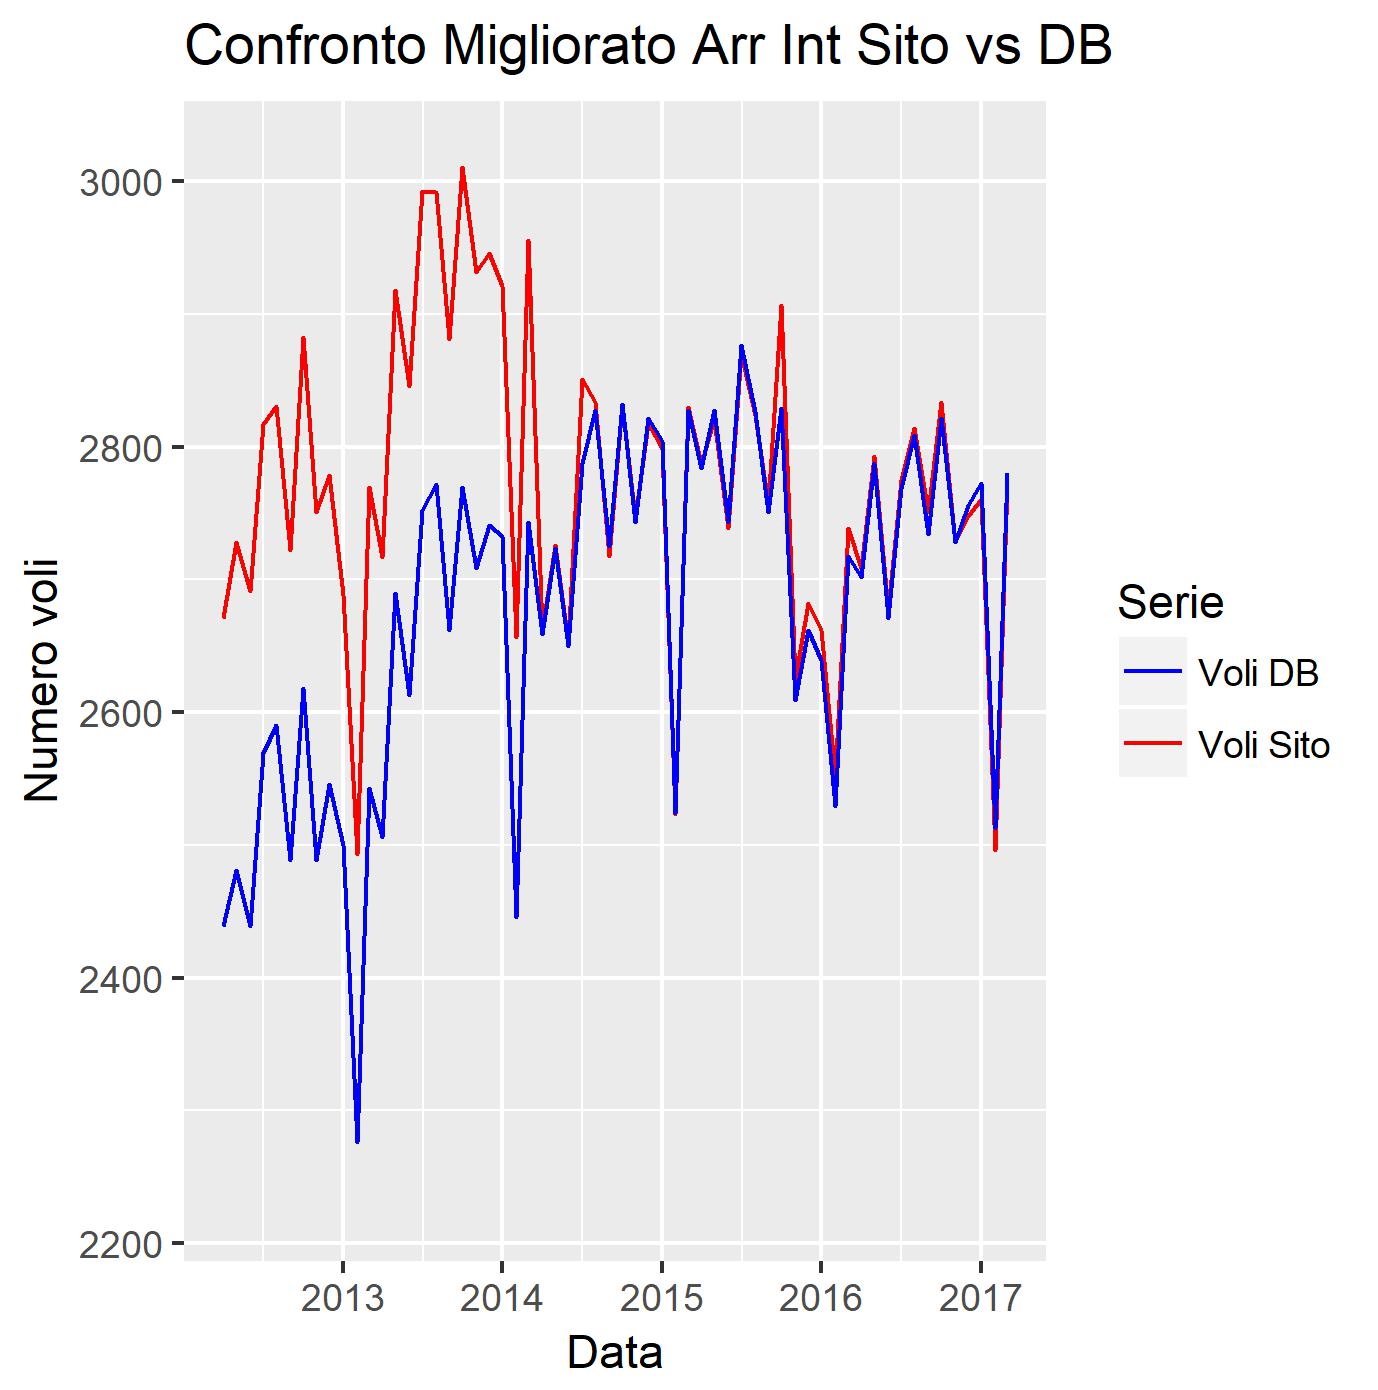 Confronto Migliorato Arr Int Sito vs DB
3000
2800
2600
2400
2200
Numero voli
2013 2014 2015 2016 2017
Data
Serie
Voli DB
Voli Sito